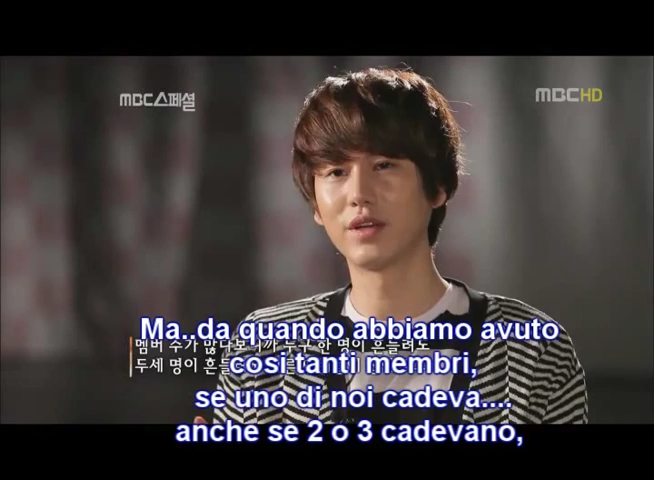 MBC스페셜
MBC HD
멤버 수가 많다보니까 누구 한 명이 흔들려도
두세 명이
Ma..da quando abbiamo avuto
cosi tanti membri,
se uno di noi cadeva....
anche se 2 o 3 cadevano,